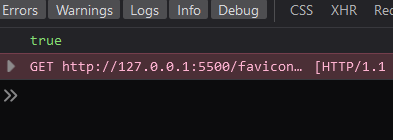 Errors Warnings Logs Info Debug CSS XHR
true
GET http://127.0.0.1:5500/favicon… [HTTP/1.1